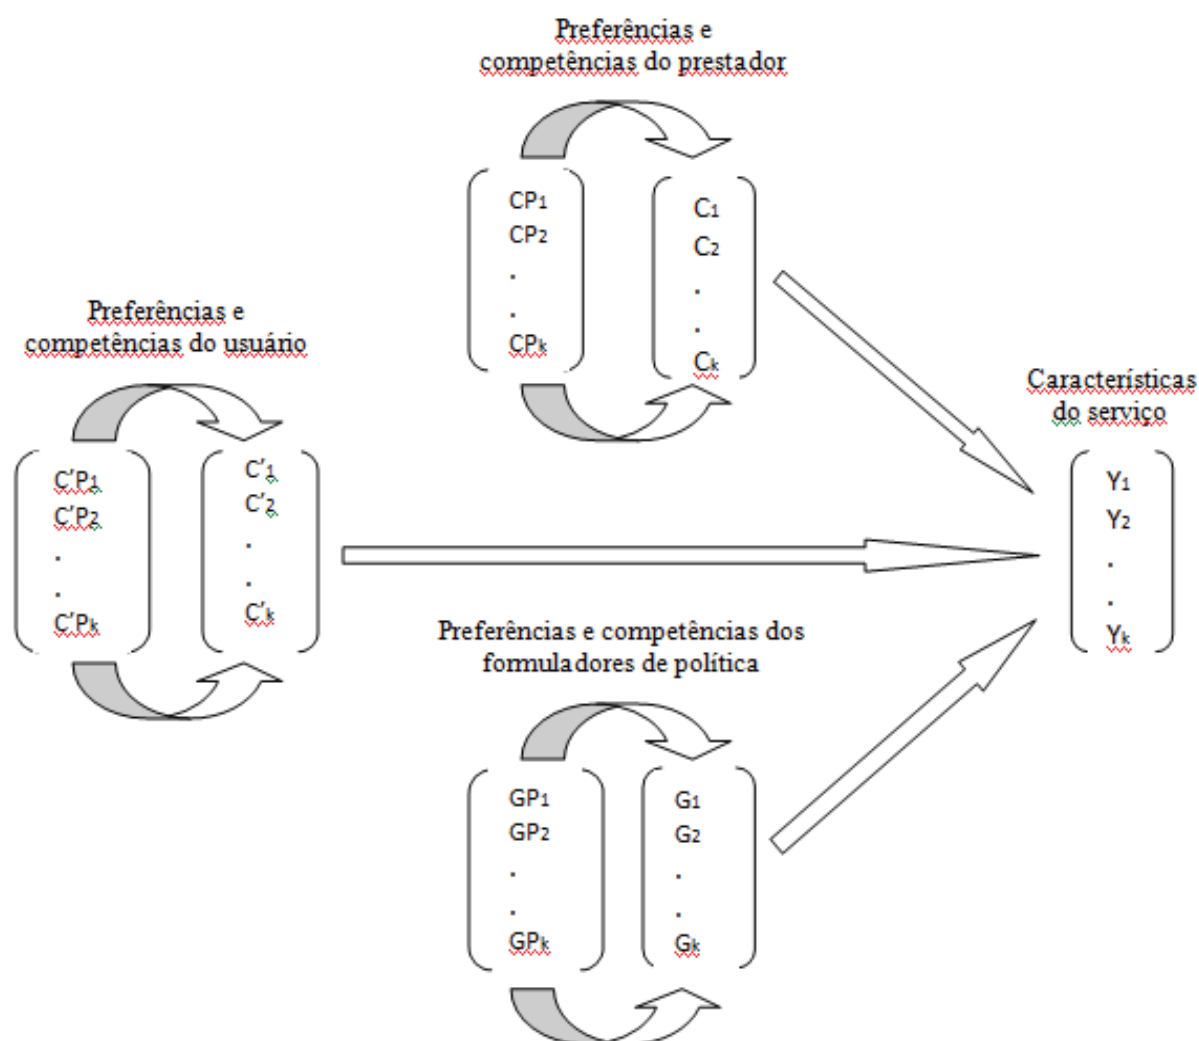 Preferências e
competências do prestador
CP1
CP2
.
.
CPk
C1
C2
.
.
Ck
Preferências e
competências do usuário
C'P1
C'P2
.
.
C'Pk
C'1
C'2
.
.
C'k
Características
do serviço
Y1
Y2
.
.
Yk
Preferências e competências dos
formuladores de política
GP1
GP2
.
.
GPk
G1
G2
.
.
Gk